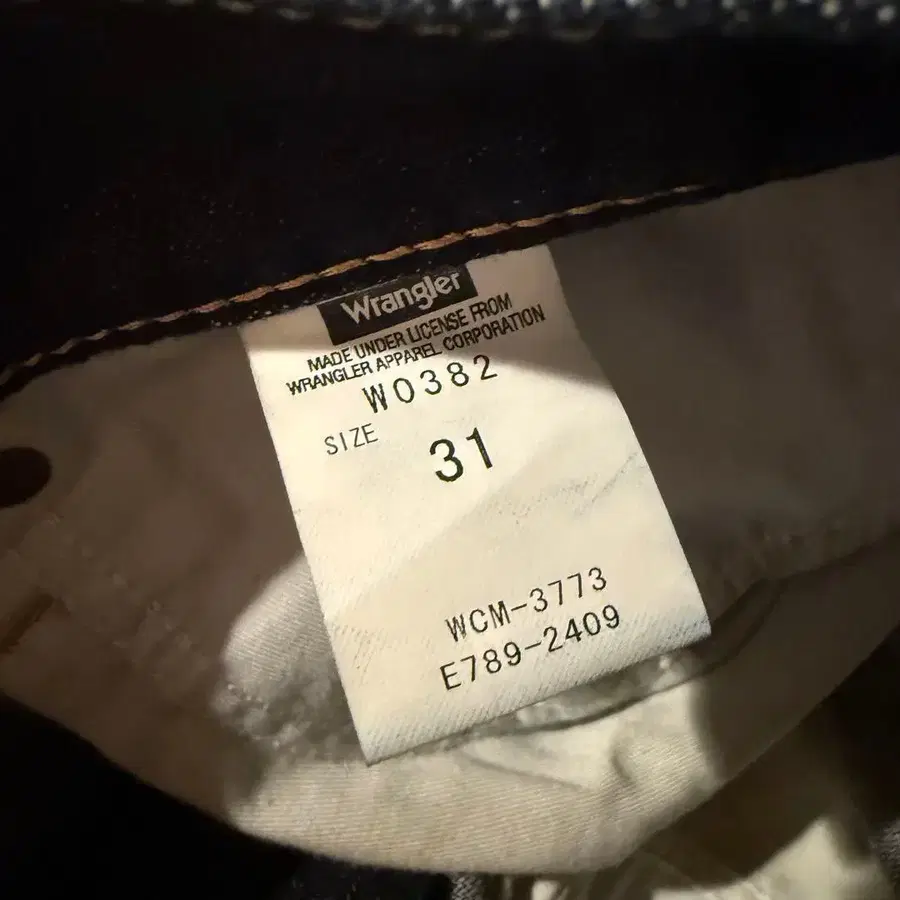 Wrangler
MADE UNDER LICENSE FROM
WRANGLER APPAREL CORPORATION
W0382
SIZE 31
WCM-3773
E789-2409